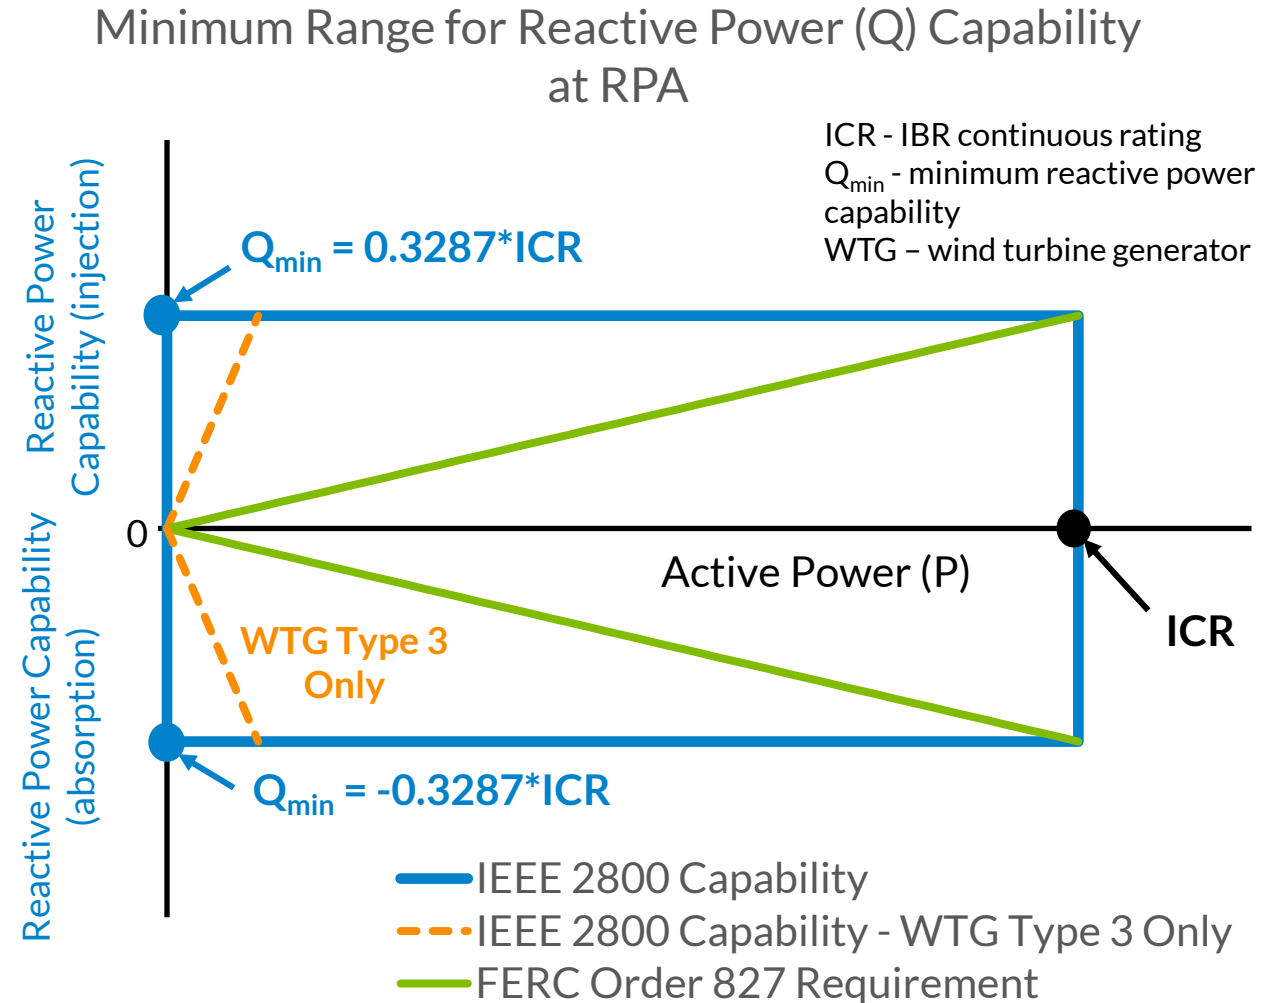 Minimum Range for Reactive Power (Q) Capability
at RPA
ICR - IBR continuous rating
Qmin - minimum reactive power
capability
WTG – wind turbine generator
Reactive Power
Capability (injection)
Qmin = 0.3287*ICR
0
Active Power (P)
ICR
WTG Type 3
Only
Reactive Power Capability
(absorption)
Qmin = -0.3287*ICR
IEEE 2800 Capability
IEEE 2800 Capability - WTG Type 3 Only
FERC Order 827 Requirement